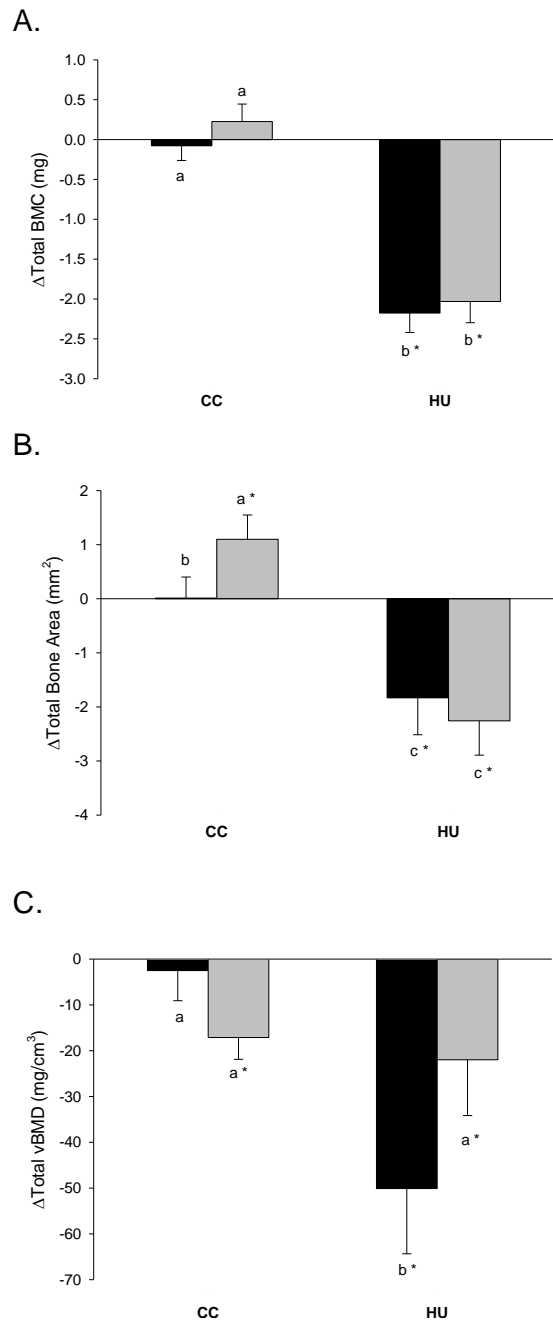 A.
1.0
0.5
0.0
-0.5
-1.0
-1.5
-2.0
-2.5
-3.0
ΔTotal BMC (mg)
a
a
b *
b *
CC
HU
B.
2
1
0
-1
-2
-3
-4
ΔTotal Bone Area (mm²)
b
a *
c *
c *
CC
HU
C.
0
-10
-20
-30
-40
-50
-60
-70
ΔTotal vBMD (mg/cm³)
a
a *
b *
a *
CC
HU